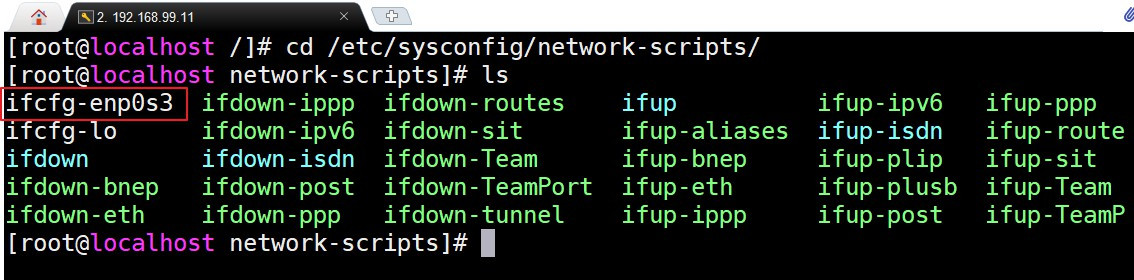 2. 192.168.99.11
[root@localhost /]# cd /etc/sysconfig/network-scripts/
[root@localhost network-scripts]# ls
ifcfg-enp0s3 ifdown-ippp ifdown-routes ifup ifup-ipv6 ifup-ppp
ifcfg-lo ifdown-ipv6 ifdown-sit ifup-aliases ifup-isdn ifup-route
ifdown ifdown-isdn ifdown-Team ifup-bnep ifup-plip ifup-sit
ifdown-bnep ifdown-post ifdown-TeamPort ifup-eth ifup-plusb ifup-Team
ifdown-eth ifdown-ppp ifdown-tunnel ifup-ippp ifup-post ifup-TeamP
[root@localhost network-scripts]#